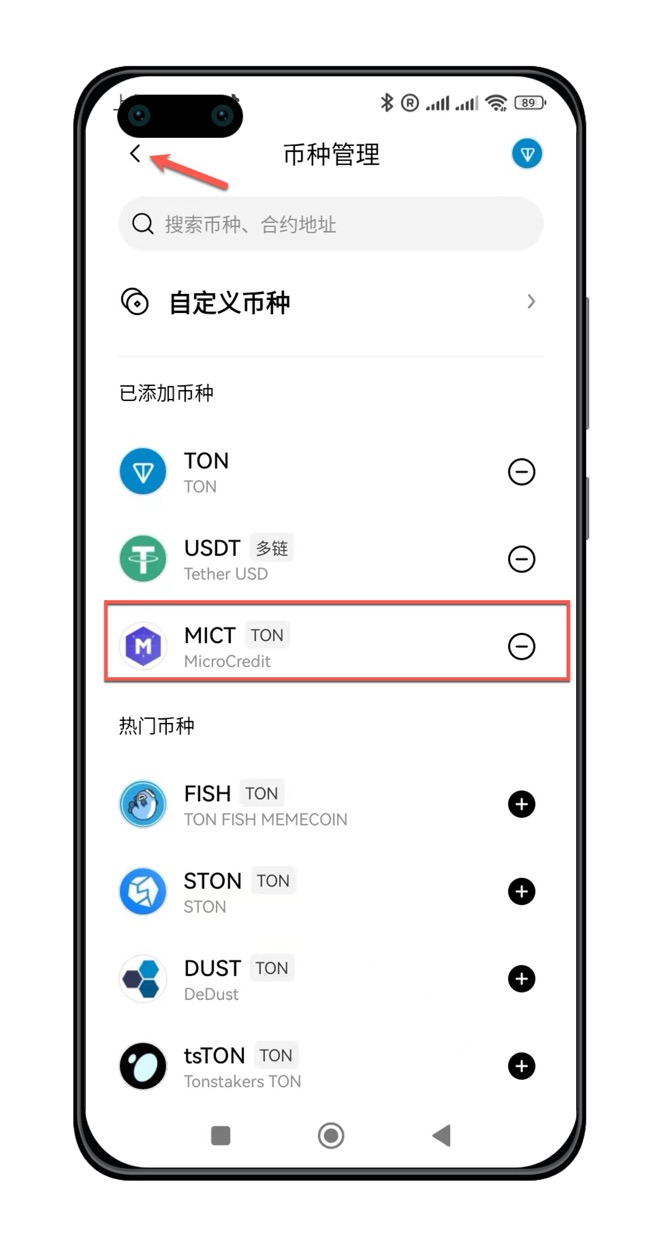 89
币种管理
搜索币种、合约地址
自定义币种
已添加币种
TON
TON
USDT 多链
Tether USD
MICT TON
MicroCredit
热门币种
FISH TON
TON FISH MEMECOIN
STON TON
STON
DUST TON
DeDust
tsTON TON
Tonstakers TON